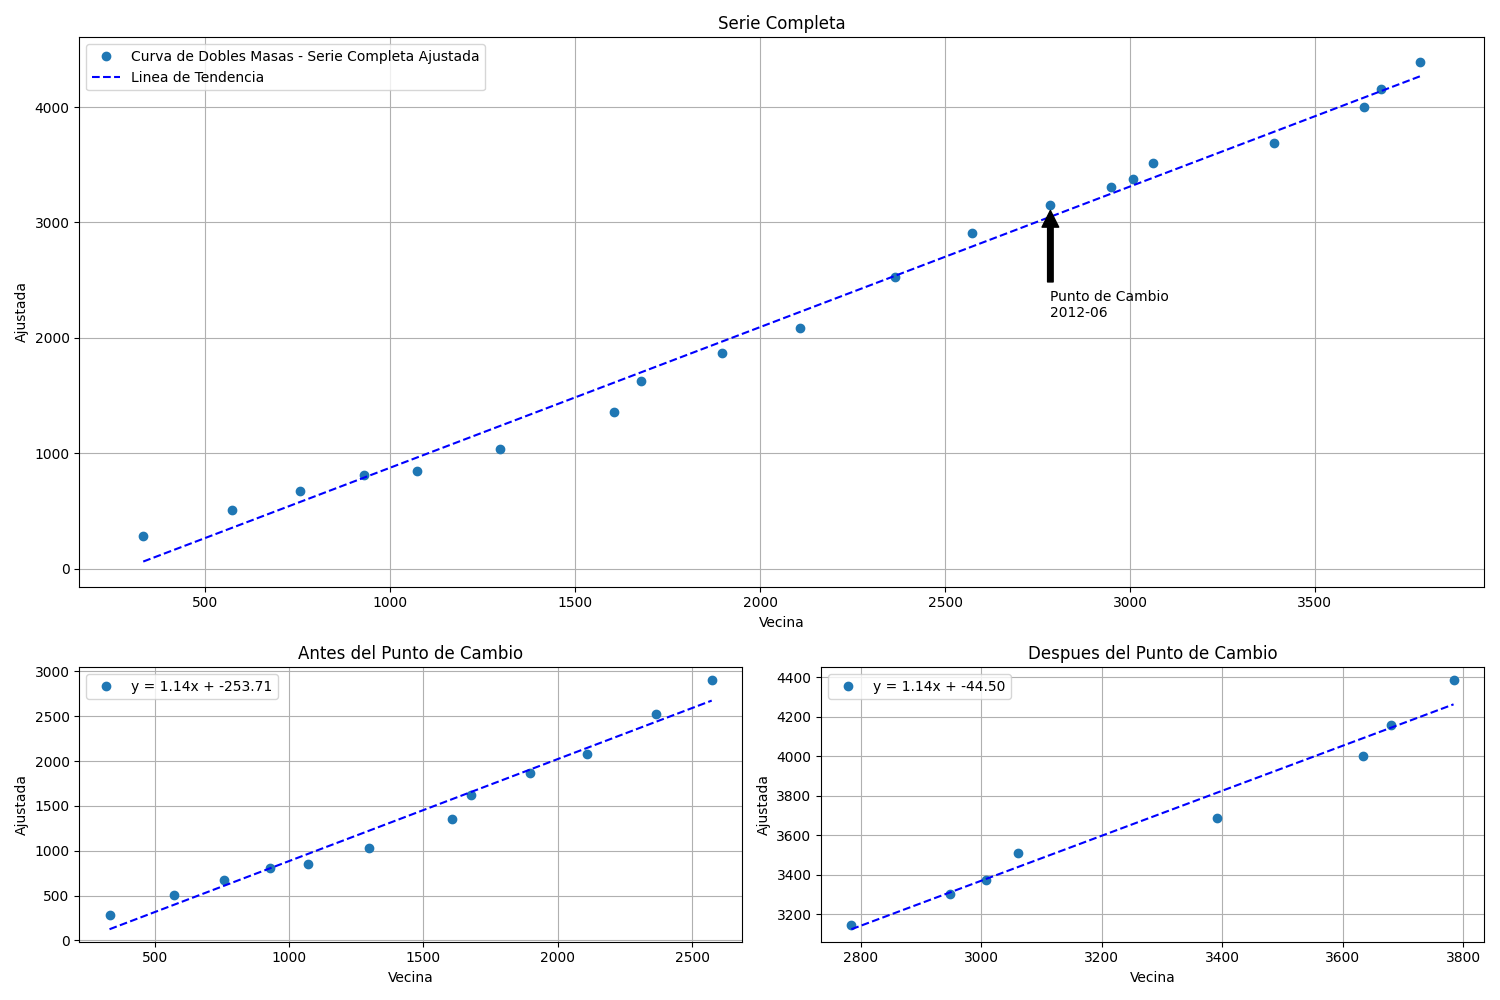 Serie Completa
Curva de Dobles Masas - Serie Completa Ajustada
Linea de Tendencia
4000
3000
2000
1000
0
Ajustada
Punto de Cambio
2012-06
500 1000 1500 2000 2500 3000 3500
Vecina
Antes del Punto de Cambio
y = 1.14x + -253.71
3000
2500
2000
1500
1000
500
0
Ajustada
500 1000 1500 2000 2500
Vecina
Despues del Punto de Cambio
y = 1.14x + -44.50
4400
4200
4000
3800
3600
3400
3200
Ajustada
2800 3000 3200 3400 3600 3800
Vecina